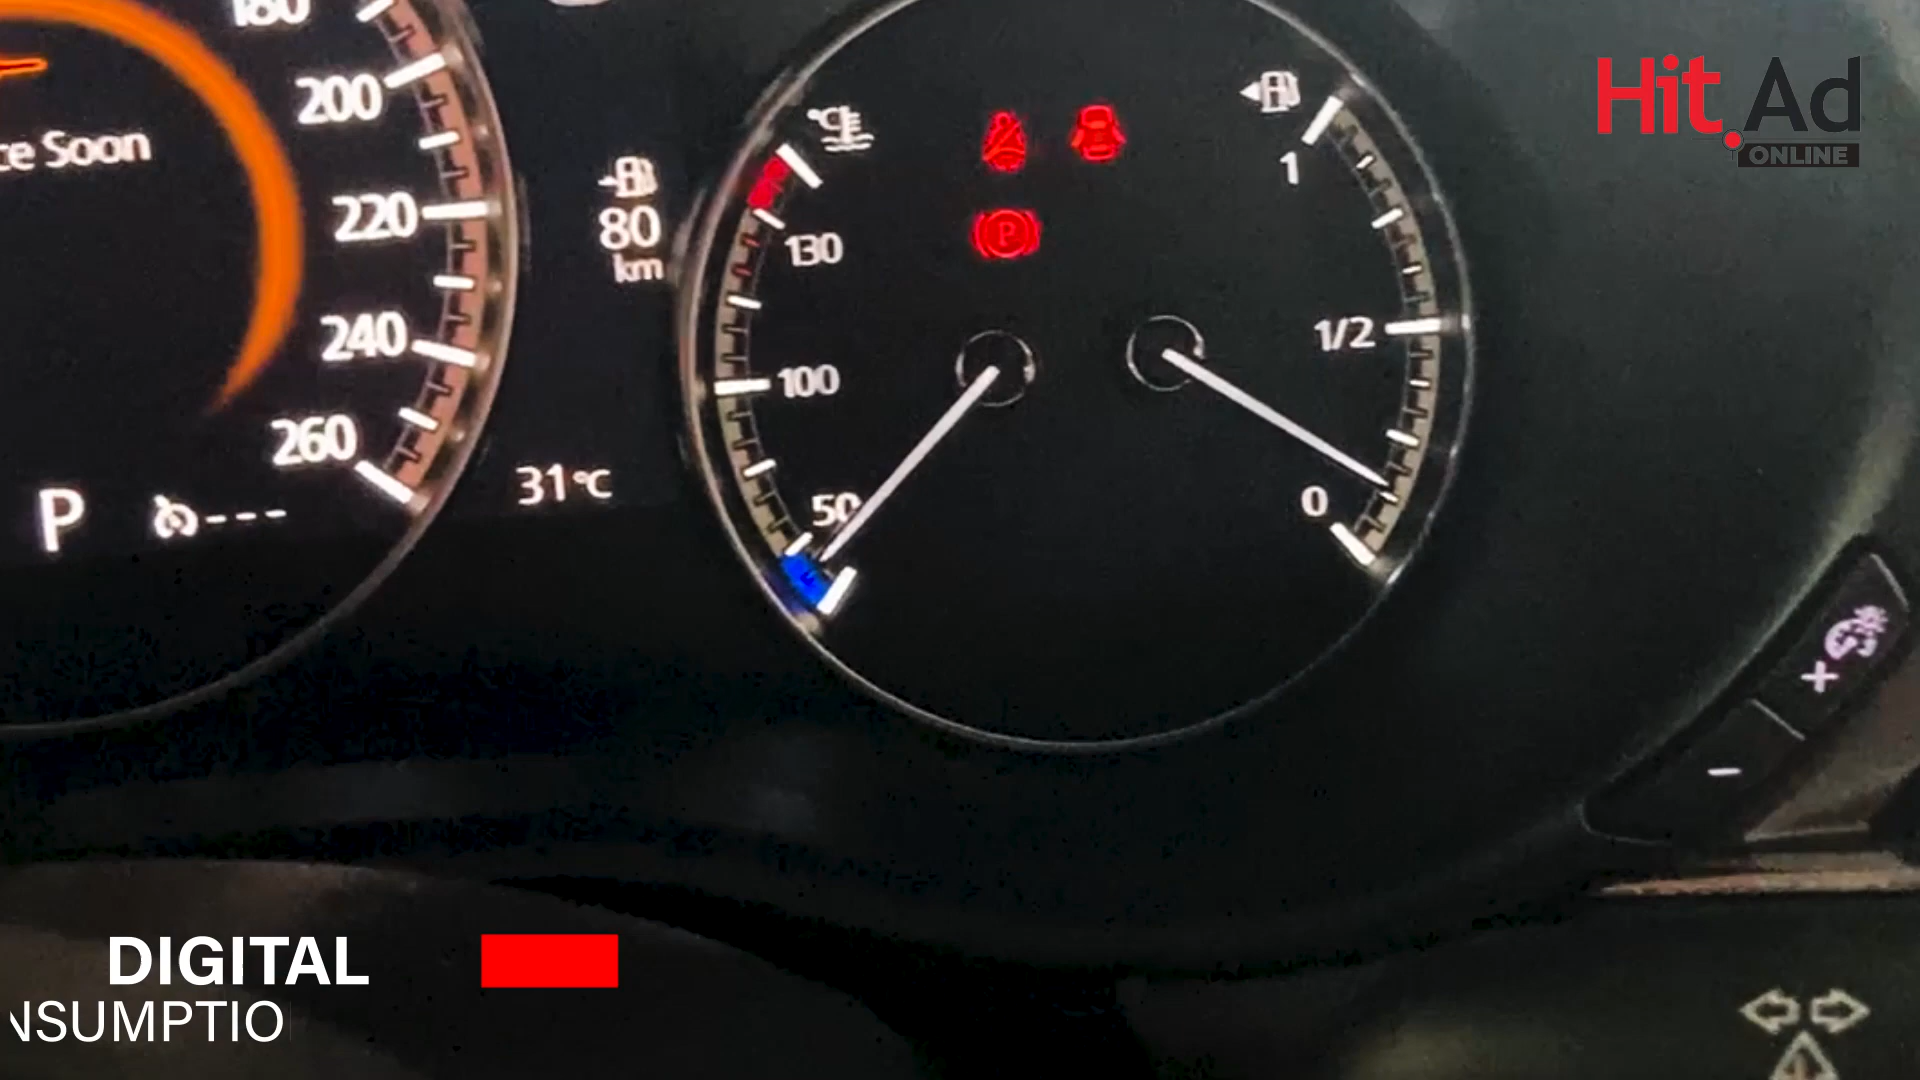 180
200
ce Soon
220
240
260
P
---
80
km
31°C
°C
130
100
50
1
1/2
0
P
+
-
Hit Ad
ONLINE
DIGITAL
NSUMPTIO